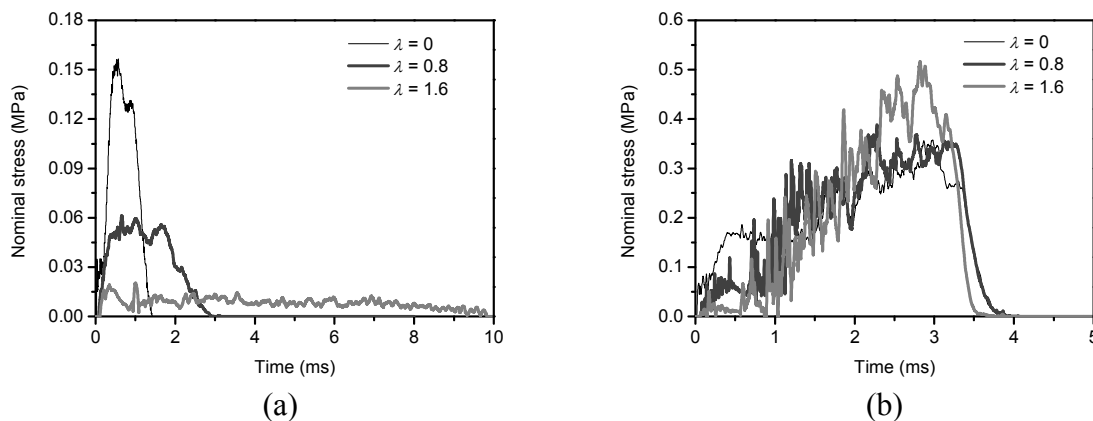 0.18
0.15
0.12
0.09
0.06
0.03
0.00
Nominal stress (MPa)
λ = 0
λ = 0.8
λ = 1.6
0 2 4 6 8 10
Time (ms)
(a)
0.6
0.5
0.4
0.3
0.2
0.1
0.0
Nominal stress (MPa)
λ = 0
λ = 0.8
λ = 1.6
0 1 2 3 4 5
Time (ms)
(b)